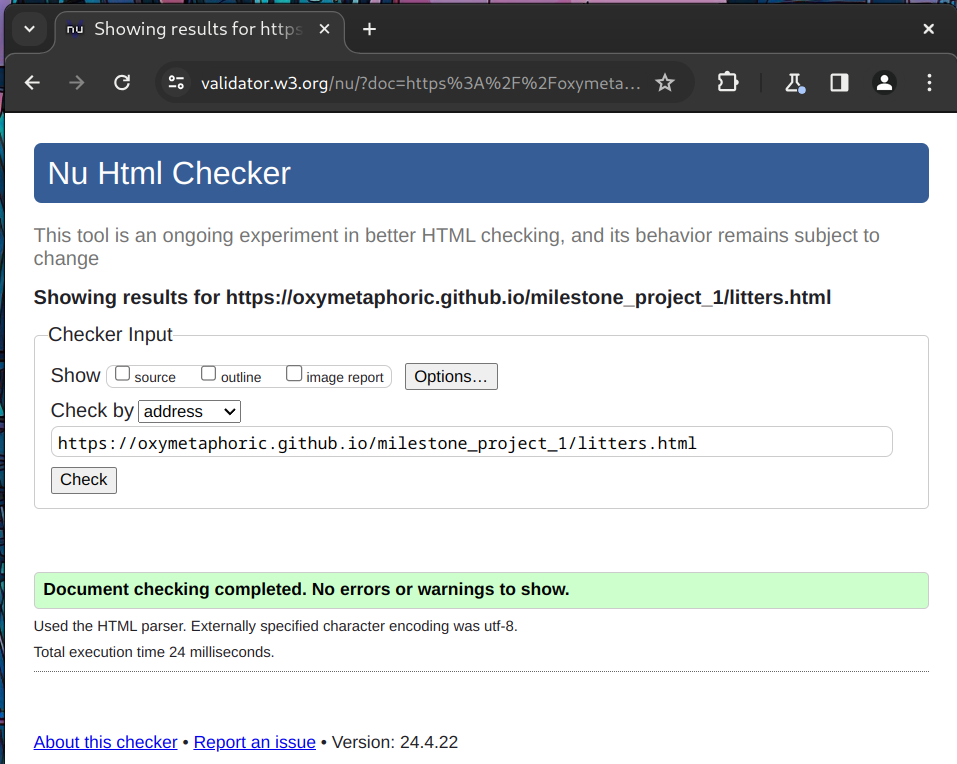 nu Showing results for https
validator.w3.org/nu/?doc=https%3A%2F%2Foxymeta...
Nu Html Checker
This tool is an ongoing experiment in better HTML checking, and its behavior remains subject to
change
Showing results for https://oxymetaphoric.github.io/milestone_project_1/litters.html
Checker Input
Show source outline image report Options...
Check by address
https://oxymetaphoric.github.io/milestone_project_1/litters.html
Check
Document checking completed. No errors or warnings to show.
Used the HTML parser. Externally specified character encoding was utf-8.
Total execution time 24 milliseconds.
About this checker • Report an issue • Version: 24.4.22